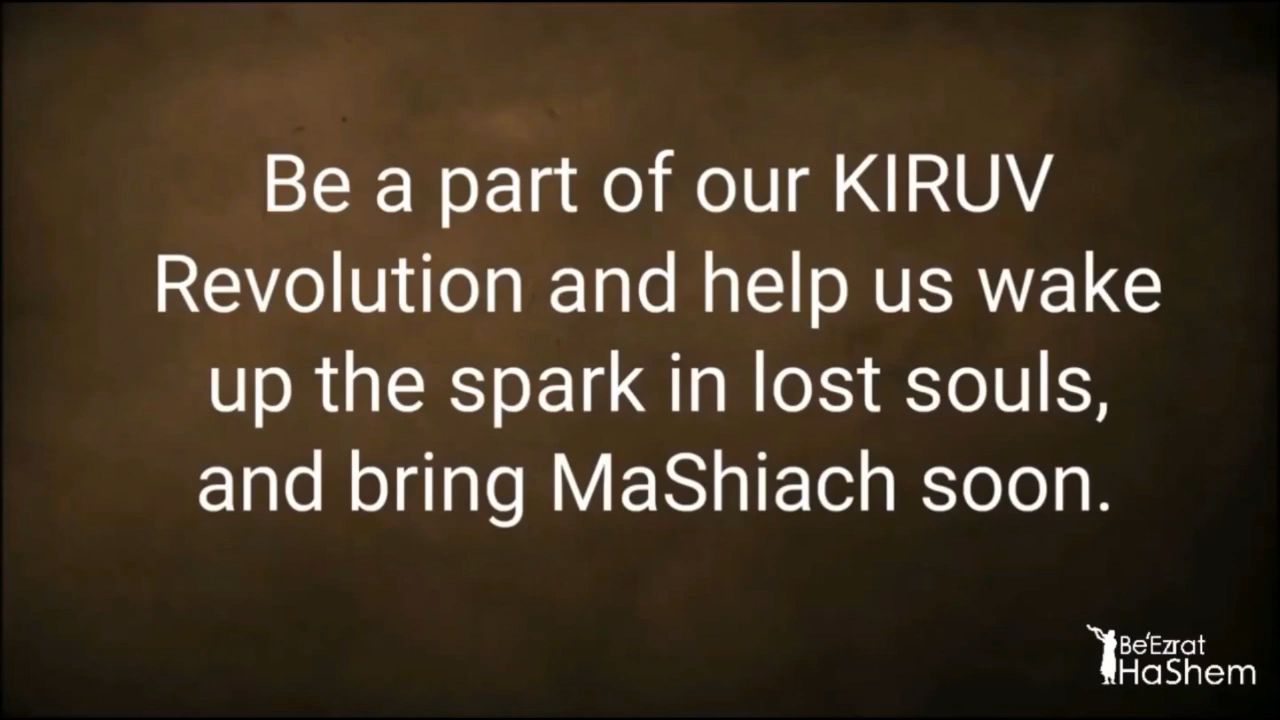 Be a part of our KIRUV
Revolution and help us wake
up the spark in lost souls,
and bring MaShiach soon.
Be'Ezrat
HaShem